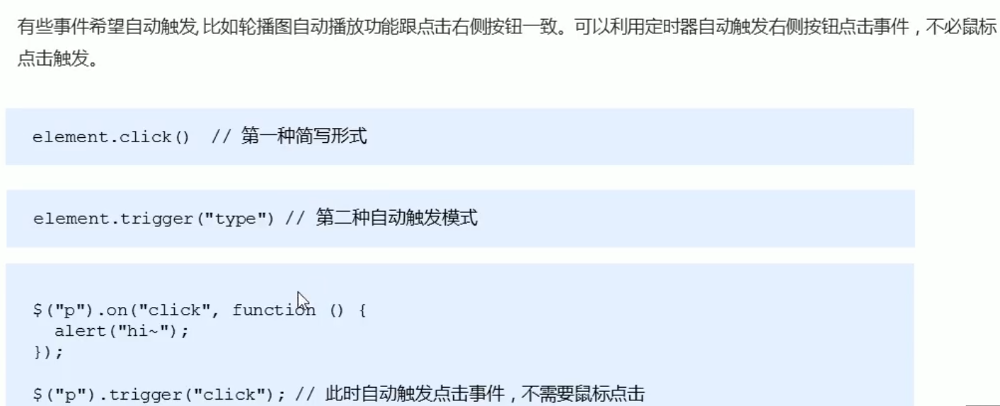 有些事件希望自动触发, 比如轮播图自动播放功能跟点击右侧按钮一致。可以利用定时器自动触发右侧按钮点击事件，不必鼠标
点击触发。
element.click()  // 第一种简写形式
element.trigger("type") // 第二种自动触发模式
$("p").on("click", function () {
  alert("hi~");
});
$("p").trigger("click"); // 此时自动触发点击事件，不需要鼠标点击